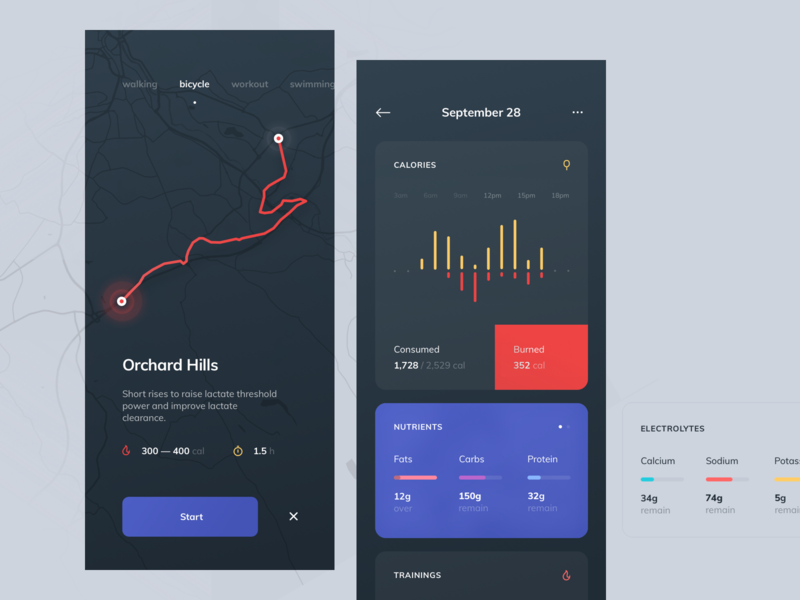 walking bicycle workout swimming
Orchard Hills
Short rises to raise lactate threshold
power and improve lactate
clearance.
300 — 400 cal 1.5 h
Start
September 28
CALORIES
6am 9am 12pm 15pm 18pm
Consumed
1,728 / 2,529 cal
Burned
352 cal
NUTRIENTS
Fats Carbs Protein
12g 150g 32g
over remain remain
TRAININGS
ELECTROLYTES
Calcium Sodium Potas
34g 74g 5g
remain remain remain